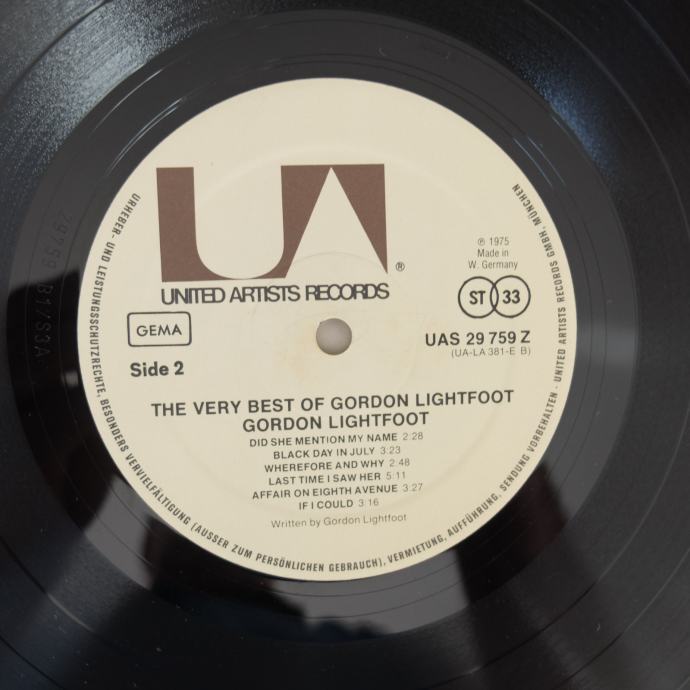 UA
®
UNITED ARTISTS RECORDS
℗ 1975
Made in
W. Germany
ST 33
GEMA
UAS 29 759 Z
(UA-LA 381-E B)
Side 2
THE VERY BEST OF GORDON LIGHTFOOT
GORDON LIGHTFOOT
DID SHE MENTION MY NAME 2:28
BLACK DAY IN JULY 3:23
WHEREFORE AND WHY 2:48
LAST TIME I SAW HER 5:11
AFFAIR ON EIGHTH AVENUE 3:27
IF I COULD 3:16
Written by Gordon Lightfoot
URHEBER- UND LEISTUNGSSCHUTZRECHTE, BESONDERS VERVIELFÄLTIGUNG (AUSSER ZUM PERSÖNLICHEN GEBRAUCH), VERMIETUNG, AUFFÜHRUNG, SENDUNG VORBEHALTEN · UNITED ARTISTS RECORDS GMBH, MÜNCHEN